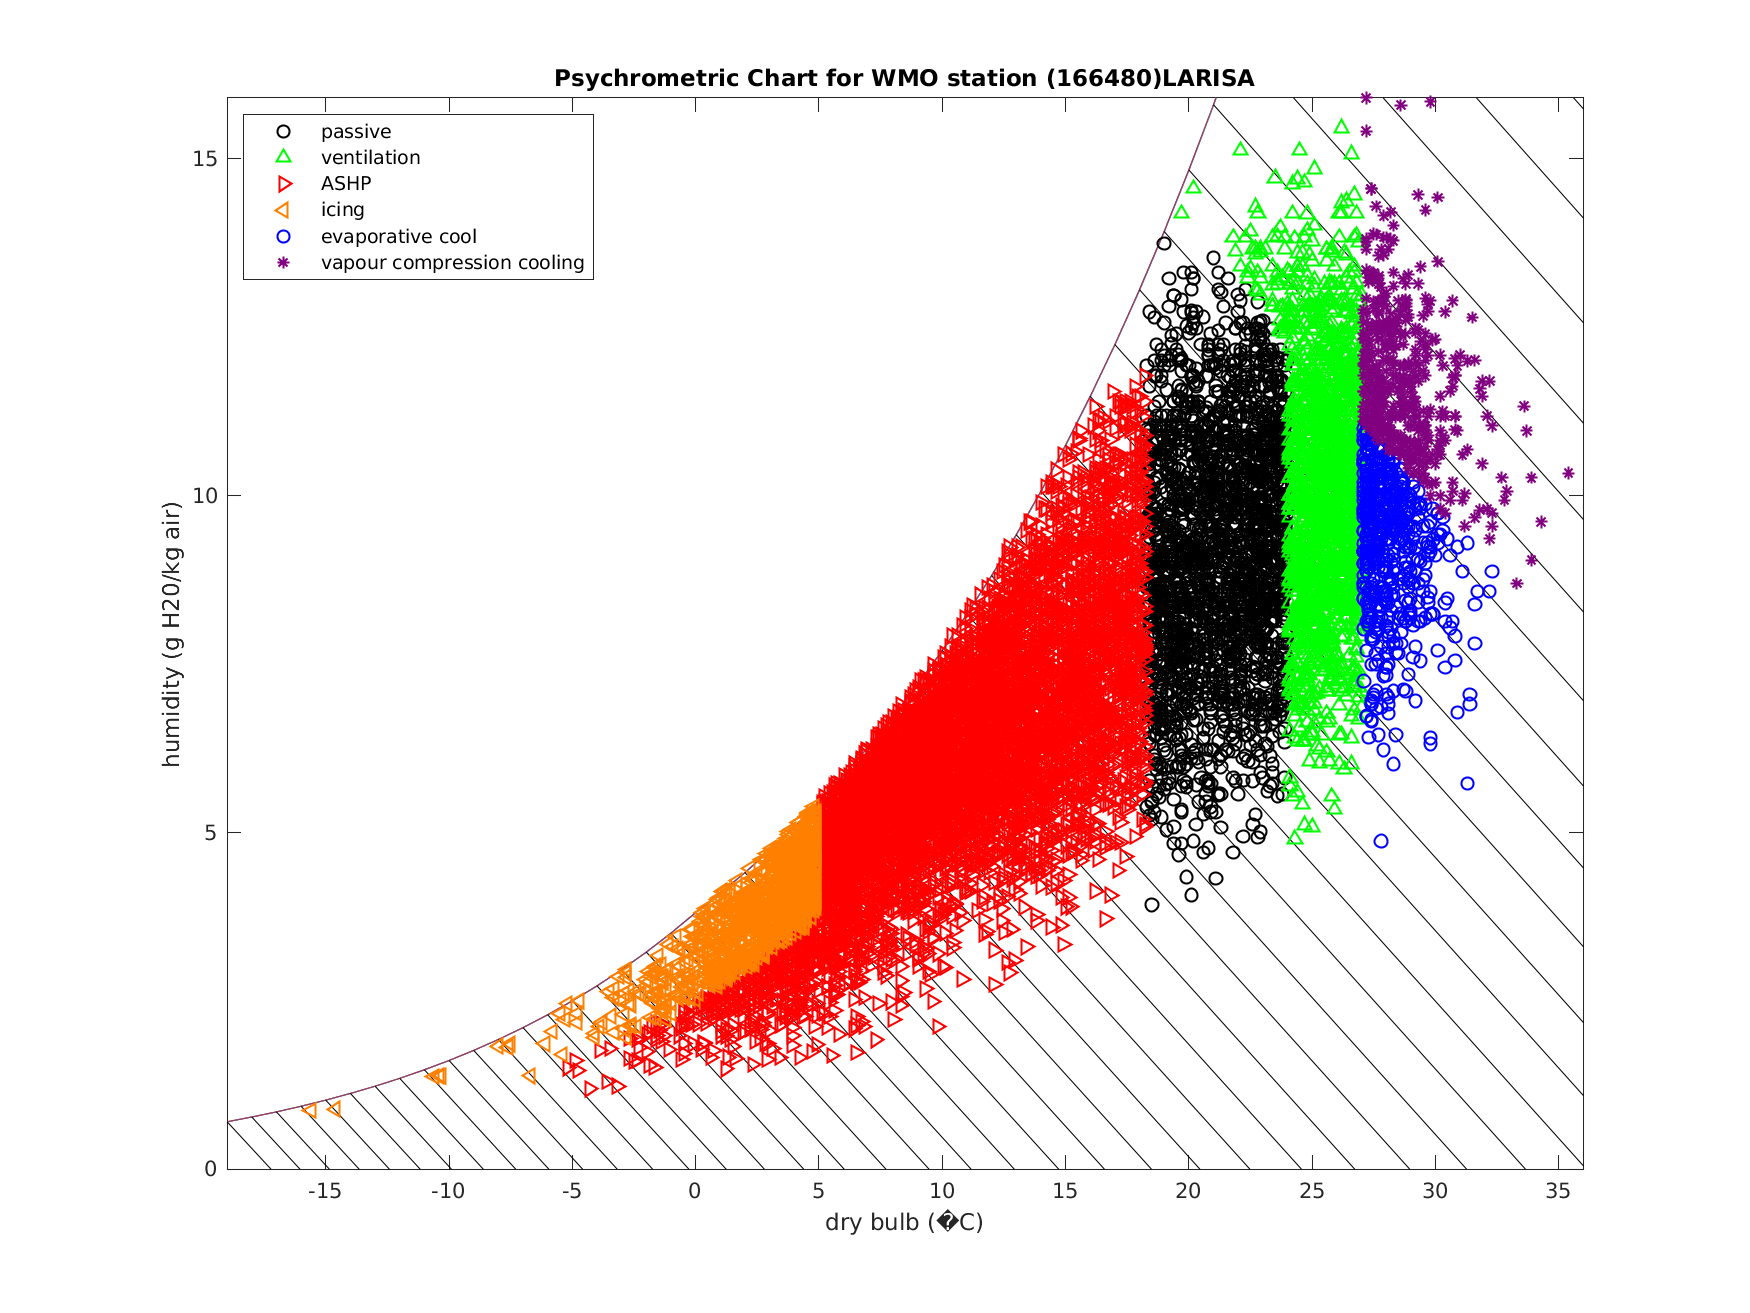 Psychrometric Chart for WMO station (166480)LARISA
passive
ventilation
ASHP
icing
evaporative cool
vapour compression cooling
15
10
5
0
humidity (g H20/kg air)
-15 -10 -5 0 5 10 15 20 25 30 35
dry bulb (�C)